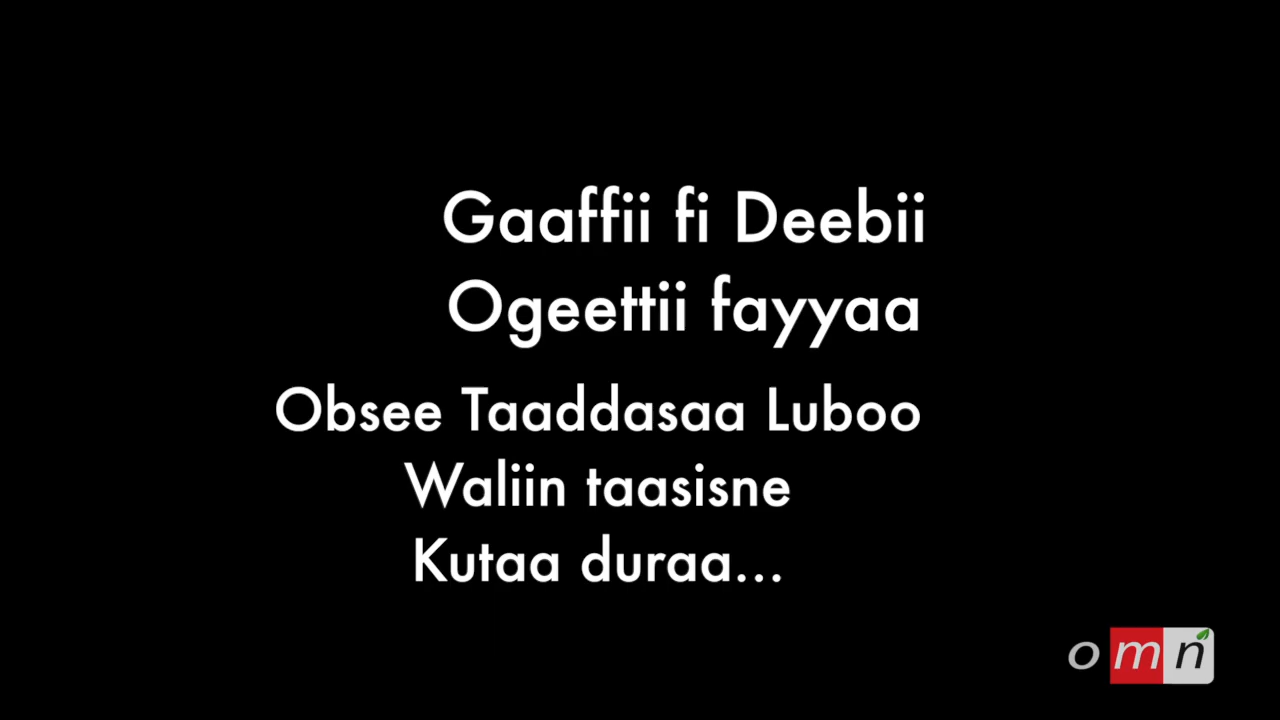 Gaaffii fi Deebii
Ogeettii fayyaa
Obsee Taaddasaa Luboo
Waliin taasisne
Kutaa duraa...
omn